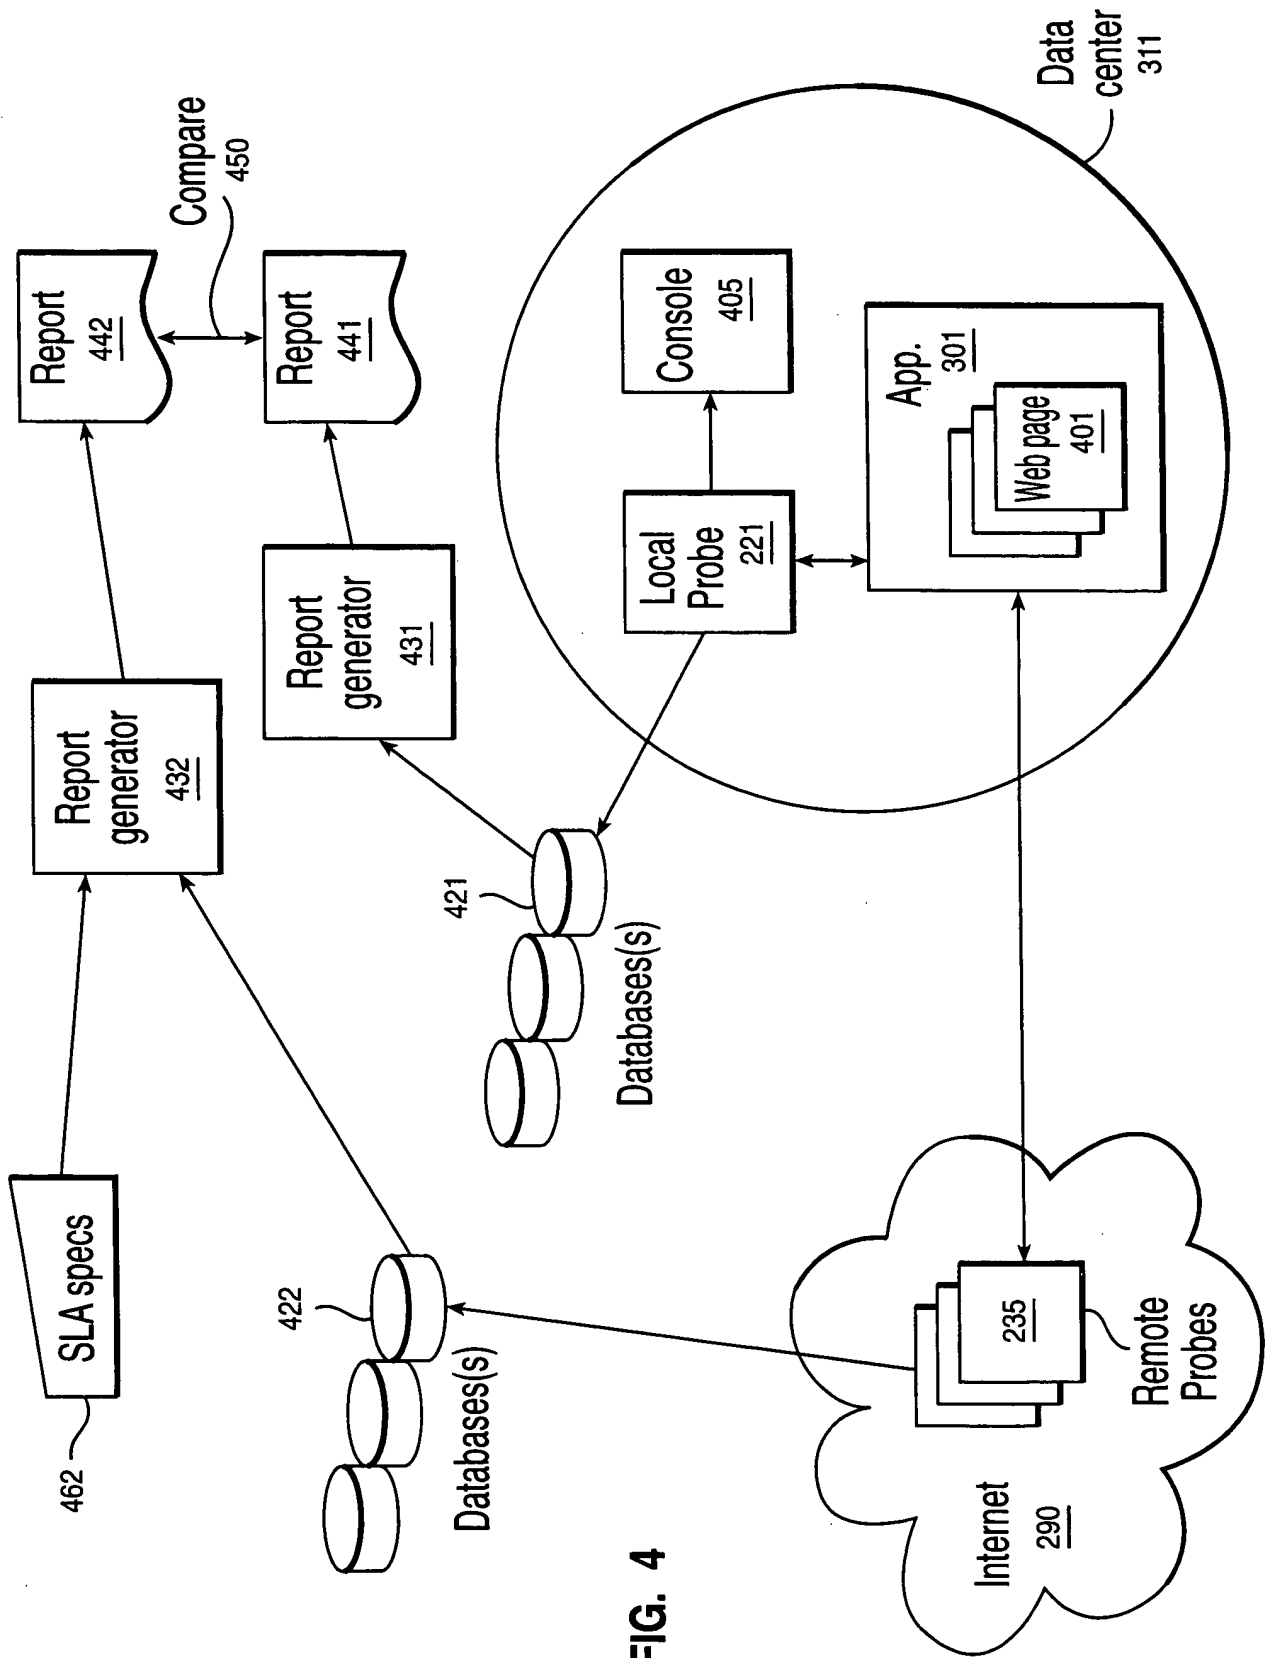 462
SLA specs
Report
generator
432
Report
442
Compare
450
422
Databases(s)
421
Databases(s)
Report
generator
431
Report
441
FIG. 4
Internet
290
235
Remote
Probes
Local
Probe
221
Console
405
App.
301
Web page
401
Data
center
311